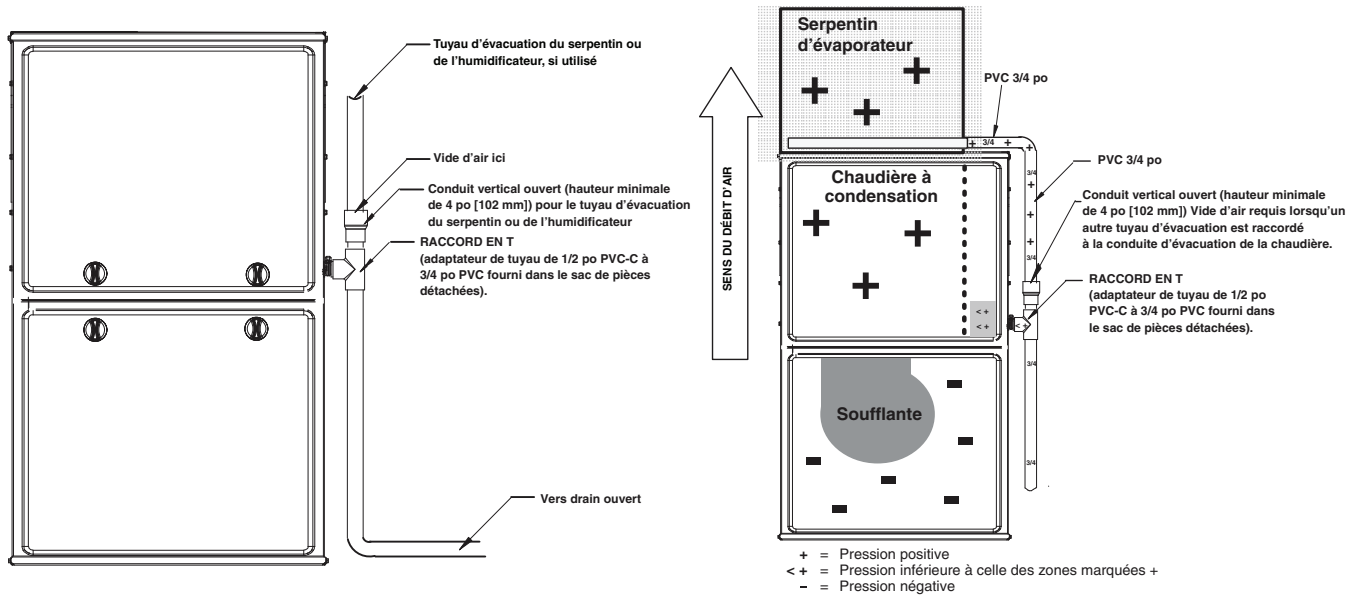 Tuyau d'évacuation du serpentin ou
de l'humidificateur, si utilisé
Vide d'air ici
Conduit vertical ouvert (hauteur minimale
de 4 po [102 mm]) pour le tuyau d'évacuation
du serpentin ou de l'humidificateur
RACCORD EN T
(adaptateur de tuyau de 1/2 po PVC-C à
3/4 po PVC fourni dans le sac de pièces
détachées).
Vers drain ouvert
SENS DU DÉBIT D'AIR
Serpentin
d'évaporateur
+ + +
PVC 3/4 po
+ 3/4 + +
3/4
+
+
+
3/4
PVC 3/4 po
Chaudière à
condensation
+ + +
Conduit vertical ouvert (hauteur minimale
de 4 po [102 mm]) Vide d'air requis lorsqu'un
autre tuyau d'évacuation est raccordé
à la conduite d'évacuation de la chaudière.
RACCORD EN T
(adaptateur de tuyau de 1/2 po
PVC-C à 3/4 po PVC fourni dans
le sac de pièces détachées).
< +
< +
< +
3/4
Soufflante
3/4
+ = Pression positive
< + = Pression inférieure à celle des zones marquées +
– = Pression négative